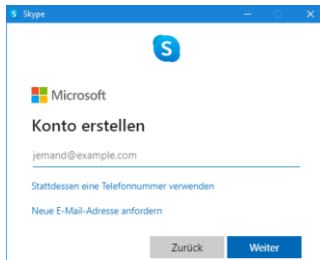 Skype
Microsoft
Konto erstellen
jemand@example.com
Stattdessen eine Telefonnummer verwenden
Neue E-Mail-Adresse anfordern
Zurück Weiter